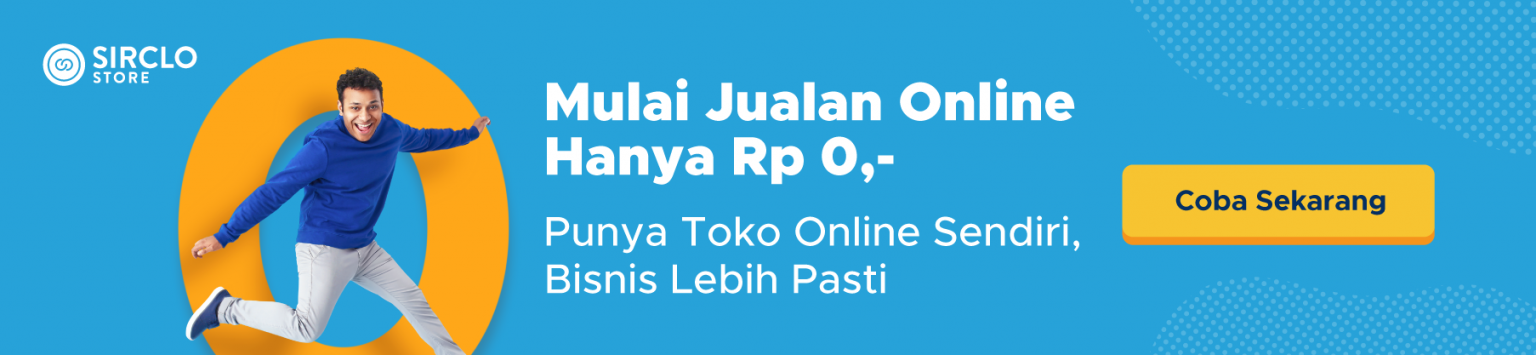 SIRCLO
STORE
Mulai Jualan Online
Hanya Rp 0,-
Punya Toko Online Sendiri,
Bisnis Lebih Pasti
Coba Sekarang